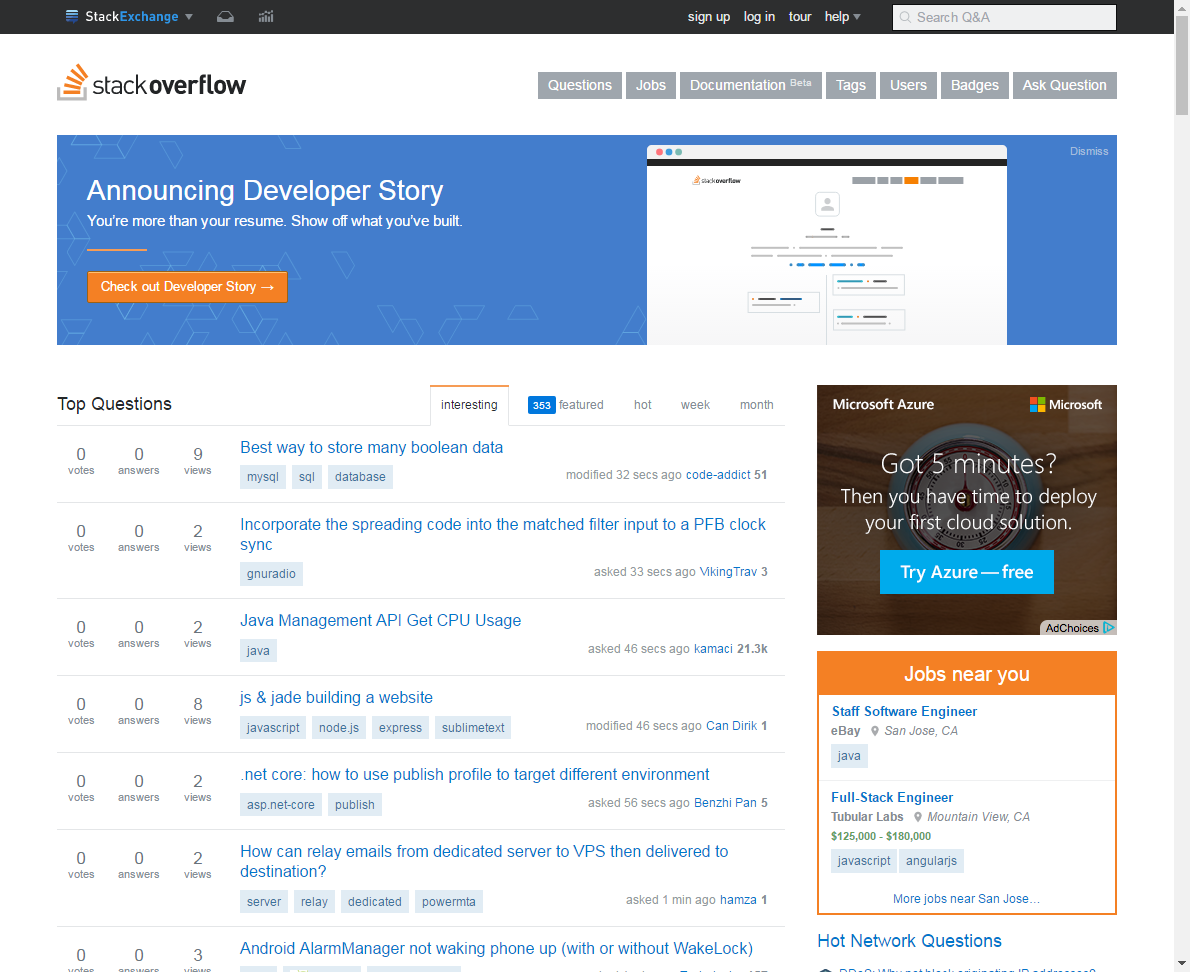 StackExchange
sign up log in tour help
Search Q&A
stackoverflow
Questions Jobs Documentation Beta Tags Users Badges Ask Question
Dismiss
Announcing Developer Story
You're more than your resume. Show off what you've built.
Check out Developer Story →
stackoverflow
Top Questions
interesting 353 featured hot week month
0 votes 0 answers 9 views
Best way to store many boolean data
mysql sql database
modified 32 secs ago code-addict 51
0 votes 0 answers 2 views
Incorporate the spreading code into the matched filter input to a PFB clock
sync
gnuradio
asked 33 secs ago VikingTrav 3
0 votes 0 answers 2 views
Java Management API Get CPU Usage
java
asked 46 secs ago kamaci 21.3k
0 votes 0 answers 8 views
js & jade building a website
javascript node.js express sublimetext
modified 46 secs ago Can Dirik 1
0 votes 0 answers 2 views
.net core: how to use publish profile to target different environment
asp.net-core publish
asked 56 secs ago Benzhi Pan 5
0 votes 0 answers 2 views
How can relay emails from dedicated server to VPS then delivered to
destination?
server relay dedicated powermta
asked 1 min ago hamza 1
0 votes 0 answers 3 views
Android AlarmManager not waking phone up (with or without WakeLock)
Microsoft Azure Microsoft
Got 5 minutes?
Then you have time to deploy
your first cloud solution.
Try Azure — free
AdChoices
Jobs near you
Staff Software Engineer
eBay San Jose, CA
java
Full-Stack Engineer
Tubular Labs Mountain View, CA
$125,000 - $180,000
javascript angularjs
More jobs near San Jose…
Hot Network Questions